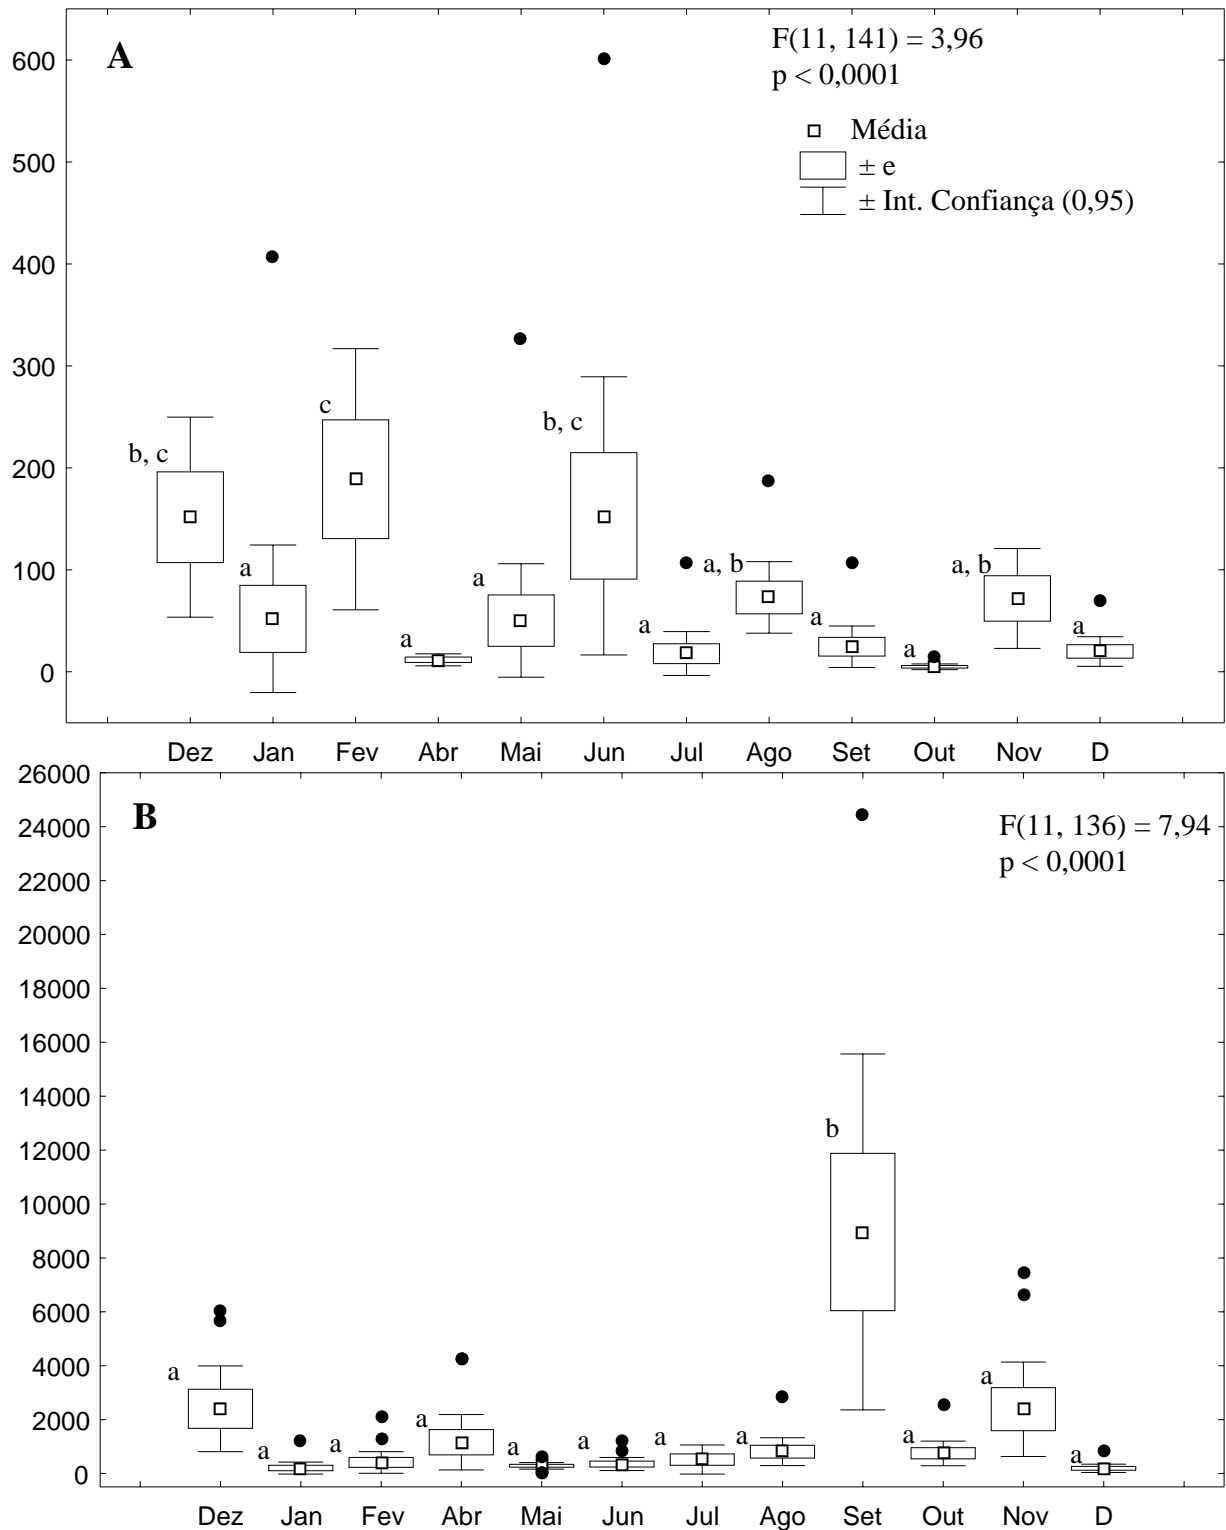 A
F(11, 141) = 3,96
p < 0,0001
Média
± e
± Int. Confiança (0,95)
600
500
400
300
200
100
0
b, c
a
c
a
a
b, c
a
a, b
a
a
a, b
a
Dez Jan Fev Abr Mai Jun Jul Ago Set Out Nov D
B
F(11, 136) = 7,94
p < 0,0001
26000
24000
22000
20000
18000
16000
14000
12000
10000
8000
6000
4000
2000
0
a
a
a
a
a
a
a
a
b
a
a
a
Dez Jan Fev Abr Mai Jun Jul Ago Set Out Nov D